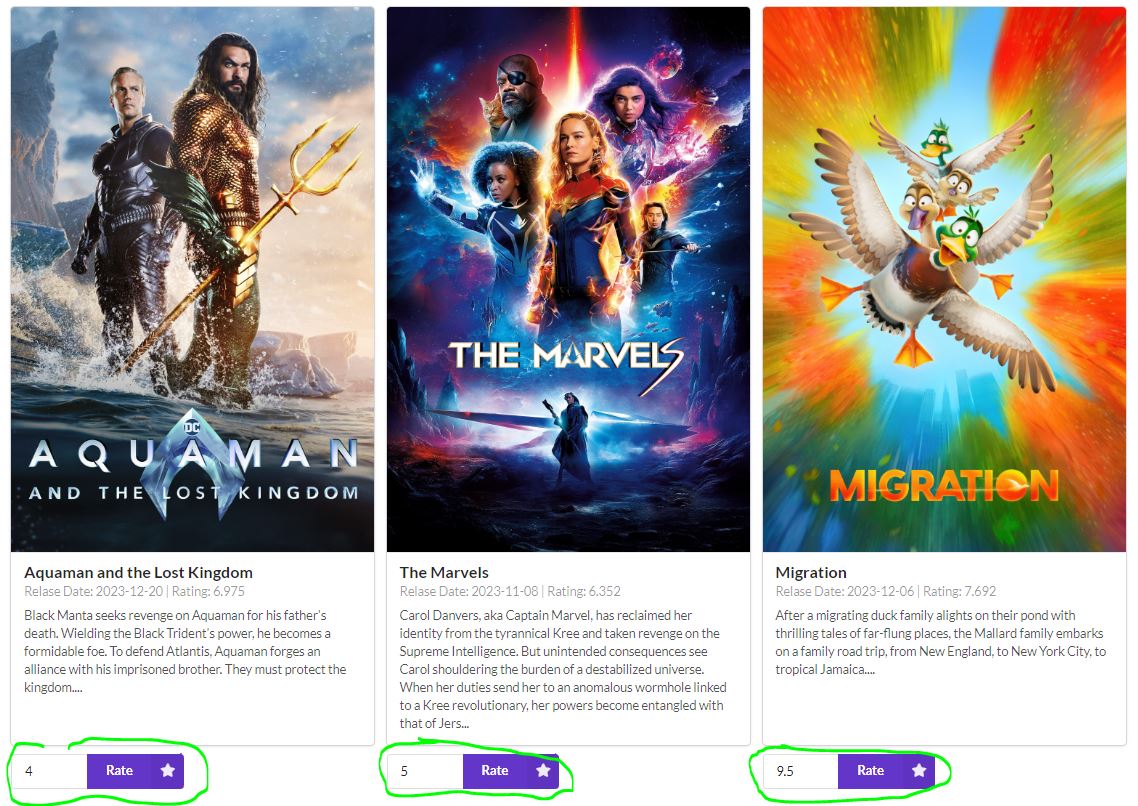 DC
AQUAMAN
AND THE LOST KINGDOM
THE MARVELS
MIGRATION
Aquaman and the Lost Kingdom
Relase Date: 2023-12-20 | Rating: 6.975
Black Manta seeks revenge on Aquaman for his father's
death. Wielding the Black Trident's power, he becomes a
formidable foe. To defend Atlantis, Aquaman forges an
alliance with his imprisoned brother. They must protect the
kingdom....
4 Rate
The Marvels
Relase Date: 2023-11-08 | Rating: 6.352
Carol Danvers, aka Captain Marvel, has reclaimed her
identity from the tyrannical Kree and taken revenge on the
Supreme Intelligence. But unintended consequences see
Carol shouldering the burden of a destabilized universe.
When her duties send her to an anomalous wormhole linked
to a Kree revolutionary, her powers become entangled with
that of Jers...
5 Rate
Migration
Relase Date: 2023-12-06 | Rating: 7.692
After a migrating duck family alights on their pond with
thrilling tales of far-flung places, the Mallard family embarks
on a family road trip, from New England, to New York City, to
tropical Jamaica....
9.5 Rate